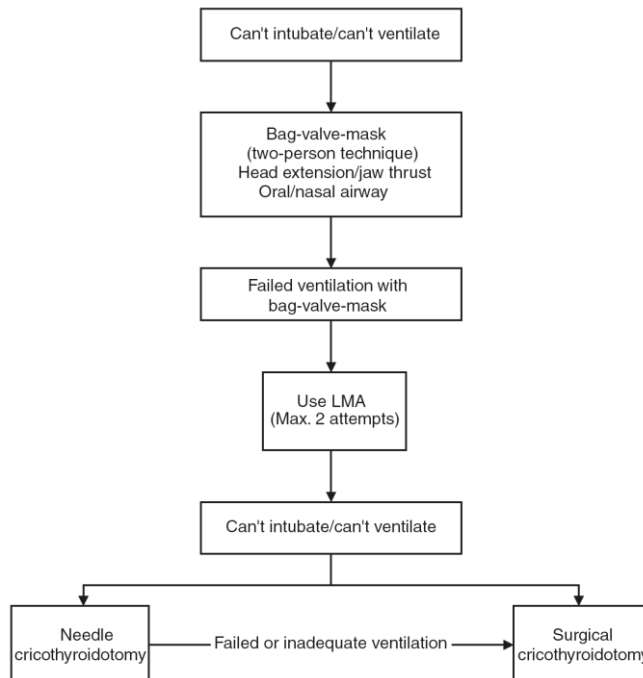 Can't intubate/can't ventilate
Bag-valve-mask
(two-person technique)
Head extension/jaw thrust
Oral/nasal airway
Failed ventilation with
bag-valve-mask
Use LMA
(Max. 2 attempts)
Can't intubate/can't ventilate
Needle
cricothyroidotomy
Failed or inadequate ventilation
Surgical
cricothyroidotomy